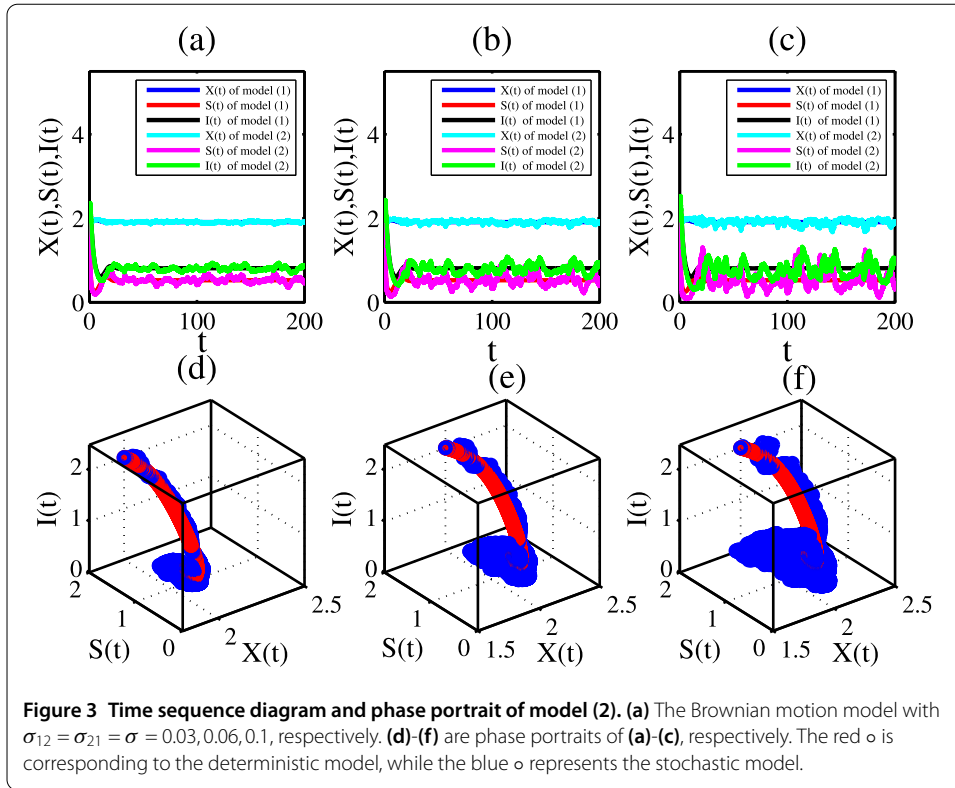 (a) (b) (c)
X(t) of model (1)
S(t) of model (1)
I(t) of model (1)
X(t) of model (2)
S(t) of model (2)
I(t) of model (2)
X(t) of model (1)
S(t) of model (1)
I(t) of model (1)
X(t) of model (2)
S(t) of model (2)
I(t) of model (2)
X(t) of model (1)
S(t) of model (1)
I(t) of model (1)
X(t) of model (2)
S(t) of model (2)
I(t) of model (2)
X(t),S(t),I(t)
4
2
0
0 100 200
t
X(t),S(t),I(t)
4
2
0
0 100 200
t
X(t),S(t),I(t)
4
2
0
0 100 200
t
(d) (e) (f)
I(t)
2
1
0
2
1
0
S(t)
2
2.5
X(t)
I(t)
2
1
0
2
1
0
S(t)
1.5
2
2.5
X(t)
I(t)
2
1
0
2
1
0
S(t)
1.5
2
2.5
X(t)
Figure 3 Time sequence diagram and phase portrait of model (2). (a) The Brownian motion model with
σ12 = σ21 = σ = 0.03, 0.06, 0.1, respectively. (d)-(f) are phase portraits of (a)-(c), respectively. The red o is
corresponding to the deterministic model, while the blue o represents the stochastic model.